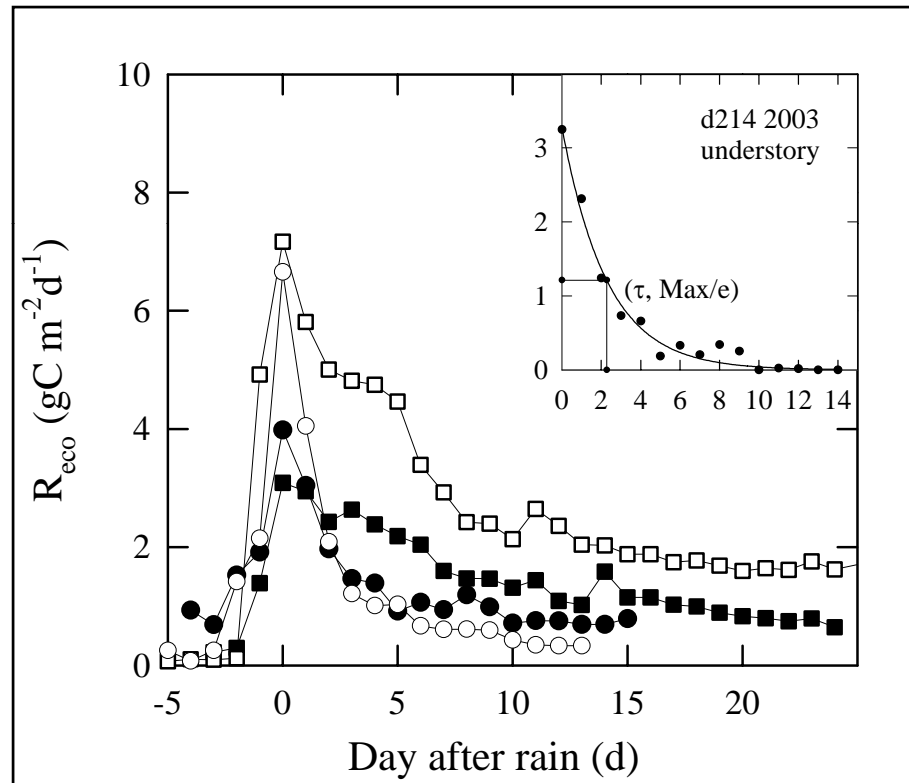 10
8
6
4
2
0
R_eco (gC m^-2 d^-1)
-5 0 5 10 15 20
Day after rain (d)
d214 2003
understory
3
2
1
0
(τ, Max/e)
0 2 4 6 8 10 12 14